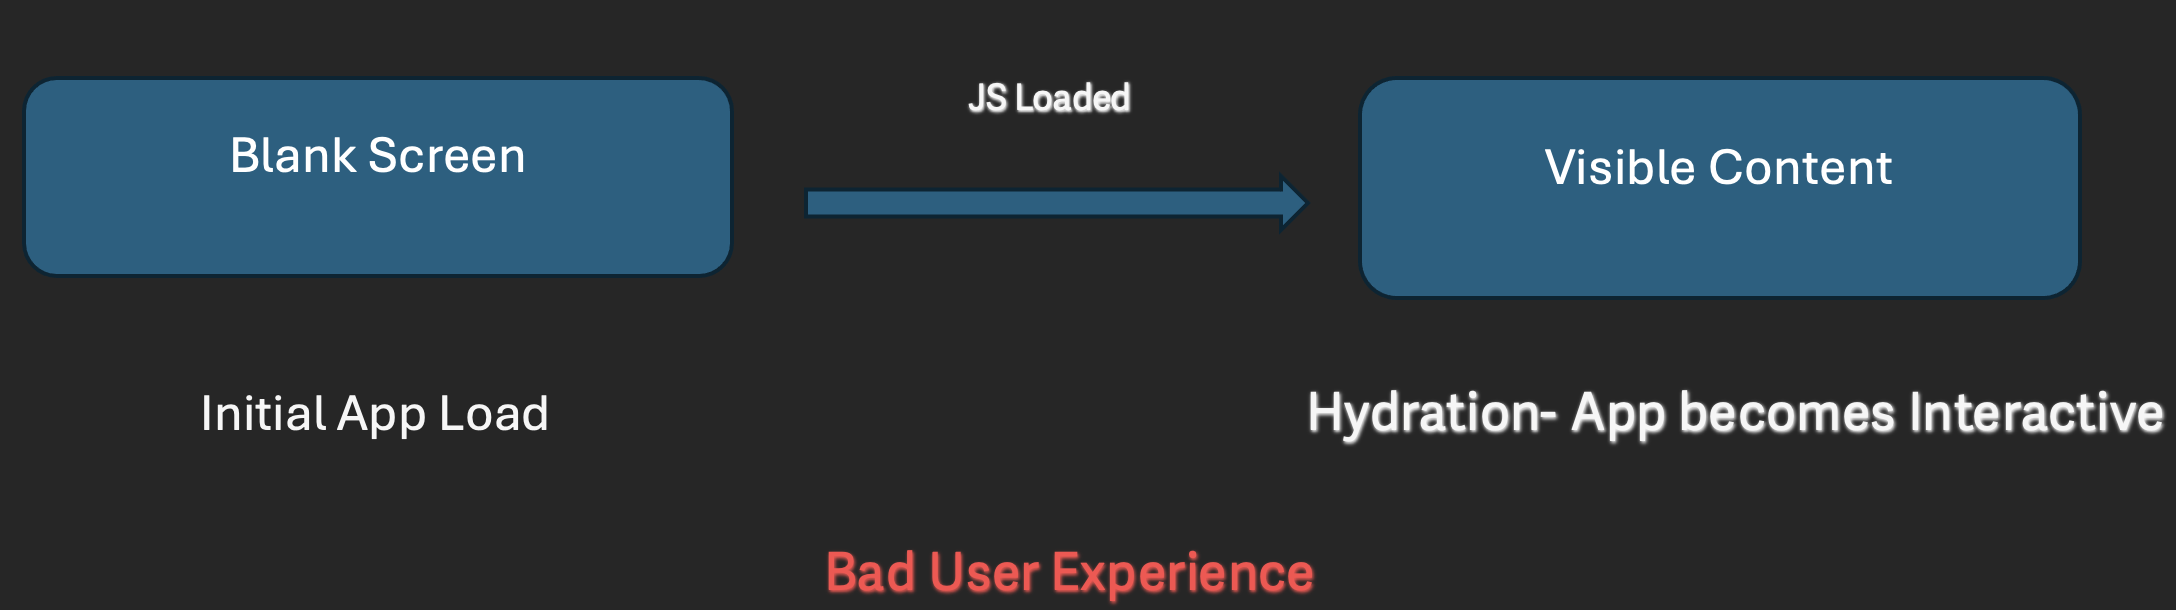 Blank Screen
JS Loaded
Visible Content
Initial App Load
Hydration- App becomes Interactive
Bad User Experience